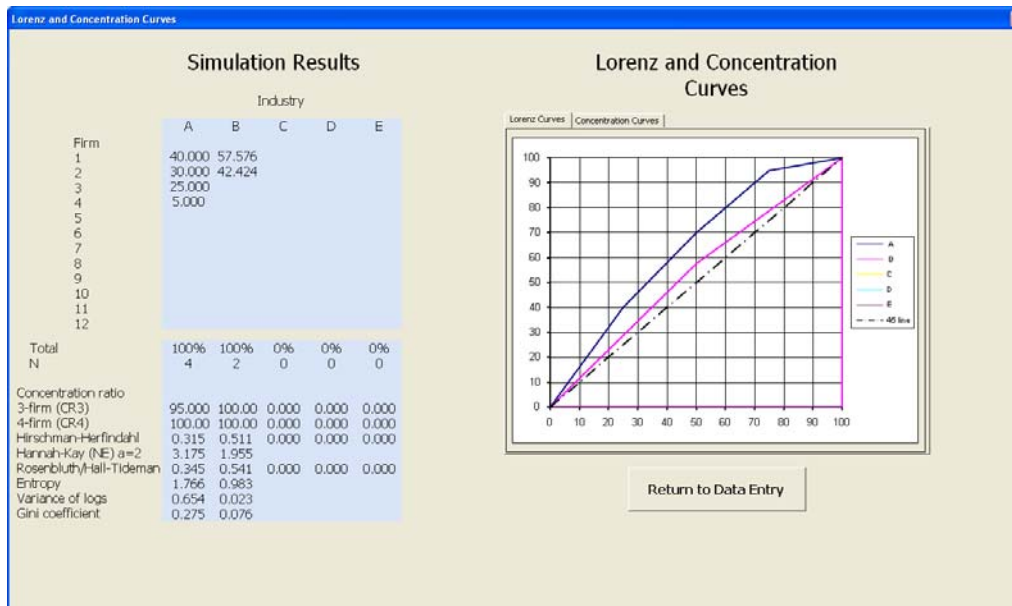 Lorenz and Concentration Curves
Simulation Results
Industry
A B C D E
Firm
1 40.000 57.576
2 30.000 42.424
3 25.000
4 5.000
5
6
7
8
9
10
11
12
Total 100% 100% 0% 0% 0%
N 4 2 0 0 0
Concentration ratio
3-firm (CR3) 95.000 100.00 0.000 0.000 0.000
4-firm (CR4) 100.00 100.00 0.000 0.000 0.000
Hirschman-Herfindahl 0.315 0.511 0.000 0.000 0.000
Hannah-Kay (NE) a=2 3.175 1.955
Rosenbluth/Hall-Tideman 0.345 0.541 0.000 0.000 0.000
Entropy 1.766 0.983
Variance of logs 0.654 0.023
Gini coefficient 0.275 0.076
Lorenz and Concentration
Curves
Lorenz Curves Concentration Curves
100
90
80
70
60
50
40
30
20
10
0
0 10 20 30 40 50 60 70 80 90 100
A
B
C
D
E
45 line
Return to Data Entry